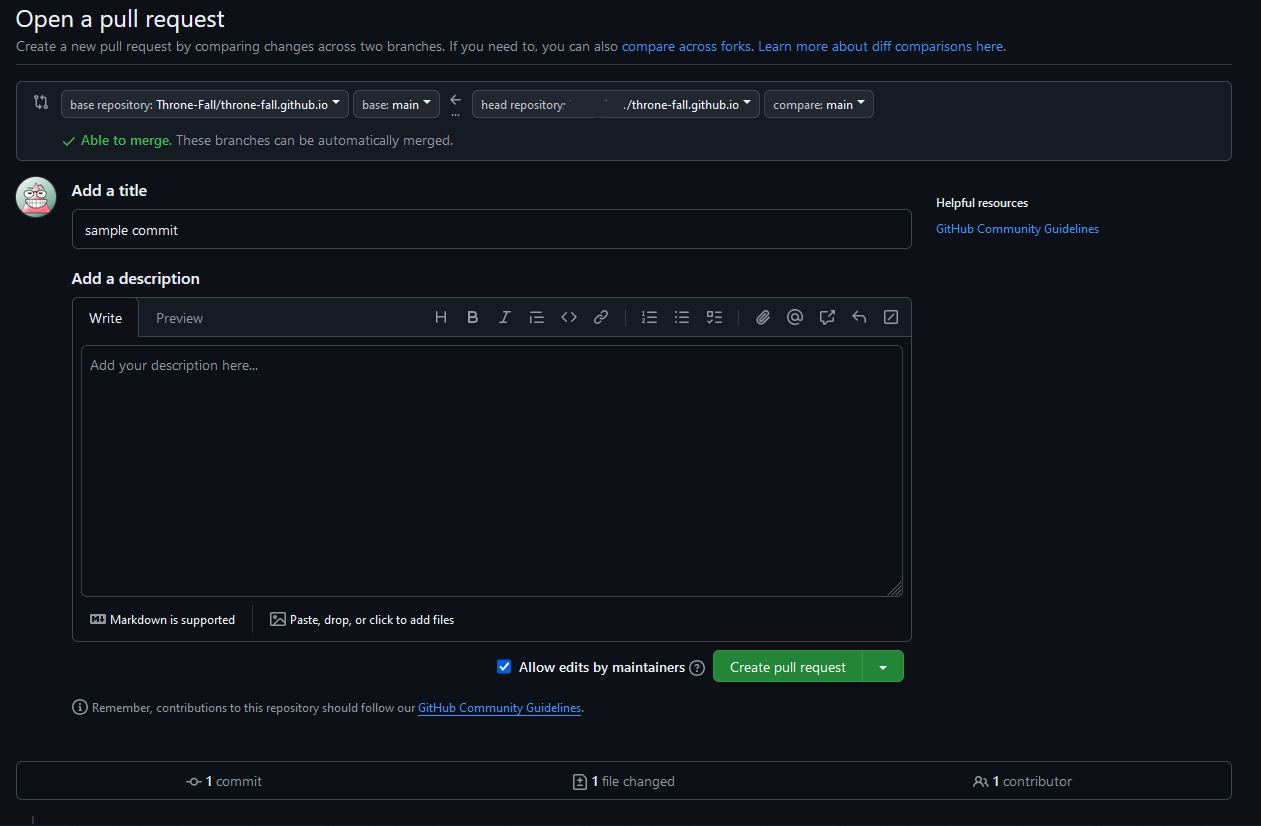 Open a pull request
Create a new pull request by comparing changes across two branches. If you need to, you can also compare across forks. Learn more about diff comparisons here.
base repository: Throne-Fall/throne-fall.github.io base: main ... head repository: ./throne-fall.github.io compare: main
Able to merge. These branches can be automatically merged.
Add a title
sample commit
Helpful resources
GitHub Community Guidelines
Add a description
Write Preview
Add your description here...
Markdown is supported Paste, drop, or click to add files
Allow edits by maintainers Create pull request
Remember, contributions to this repository should follow our GitHub Community Guidelines.
1 commit 1 file changed 1 contributor